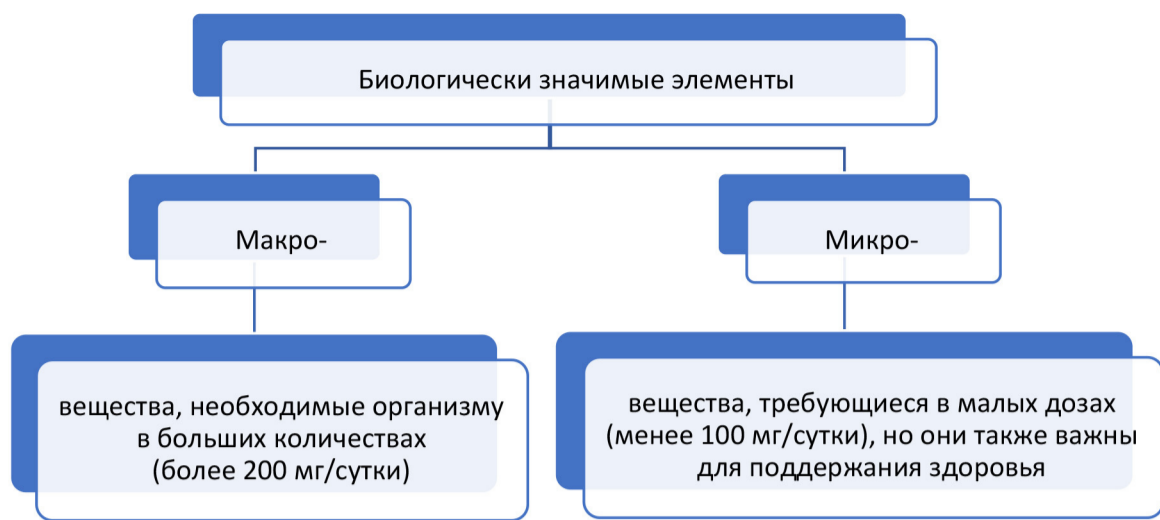 Биологически значимые элементы
Макро-
Микро-
вещества, необходимые организму
в больших количествах
(более 200 мг/сутки)
вещества, требующиеся в малых дозах
(менее 100 мг/сутки), но они также важны
для поддержания здоровья